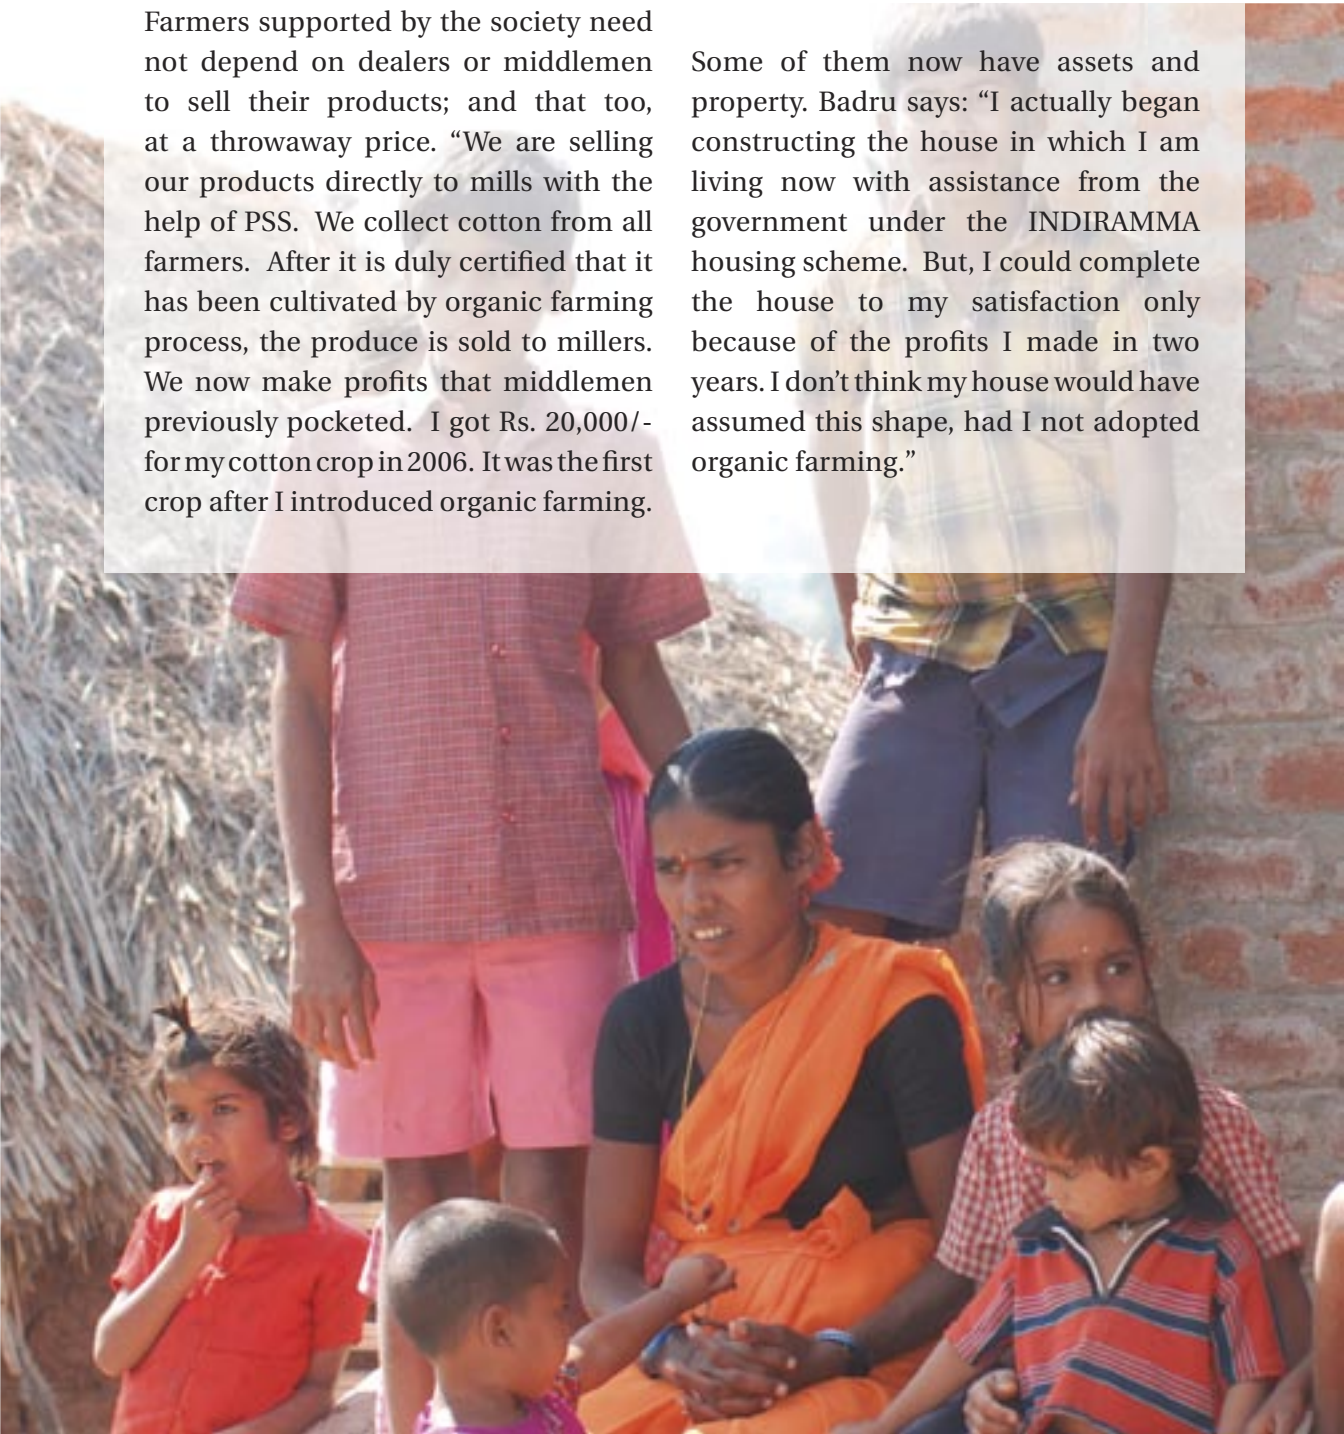 Farmers supported by the society need
not depend on dealers or middlemen
to sell their products; and that too,
at a throwaway price. “We are selling
our products directly to mills with the
help of PSS. We collect cotton from all
farmers. After it is duly certified that it
has been cultivated by organic farming
process, the produce is sold to millers.
We now make profits that middlemen
previously pocketed. I got Rs. 20,000/-
for my cotton crop in 2006. It was the first
crop after I introduced organic farming.
Some of them now have assets and
property. Badru says: “I actually began
constructing the house in which I am
living now with assistance from the
government under the INDIRAMMA
housing scheme. But, I could complete
the house to my satisfaction only
because of the profits I made in two
years. I don’t think my house would have
assumed this shape, had I not adopted
organic farming.”